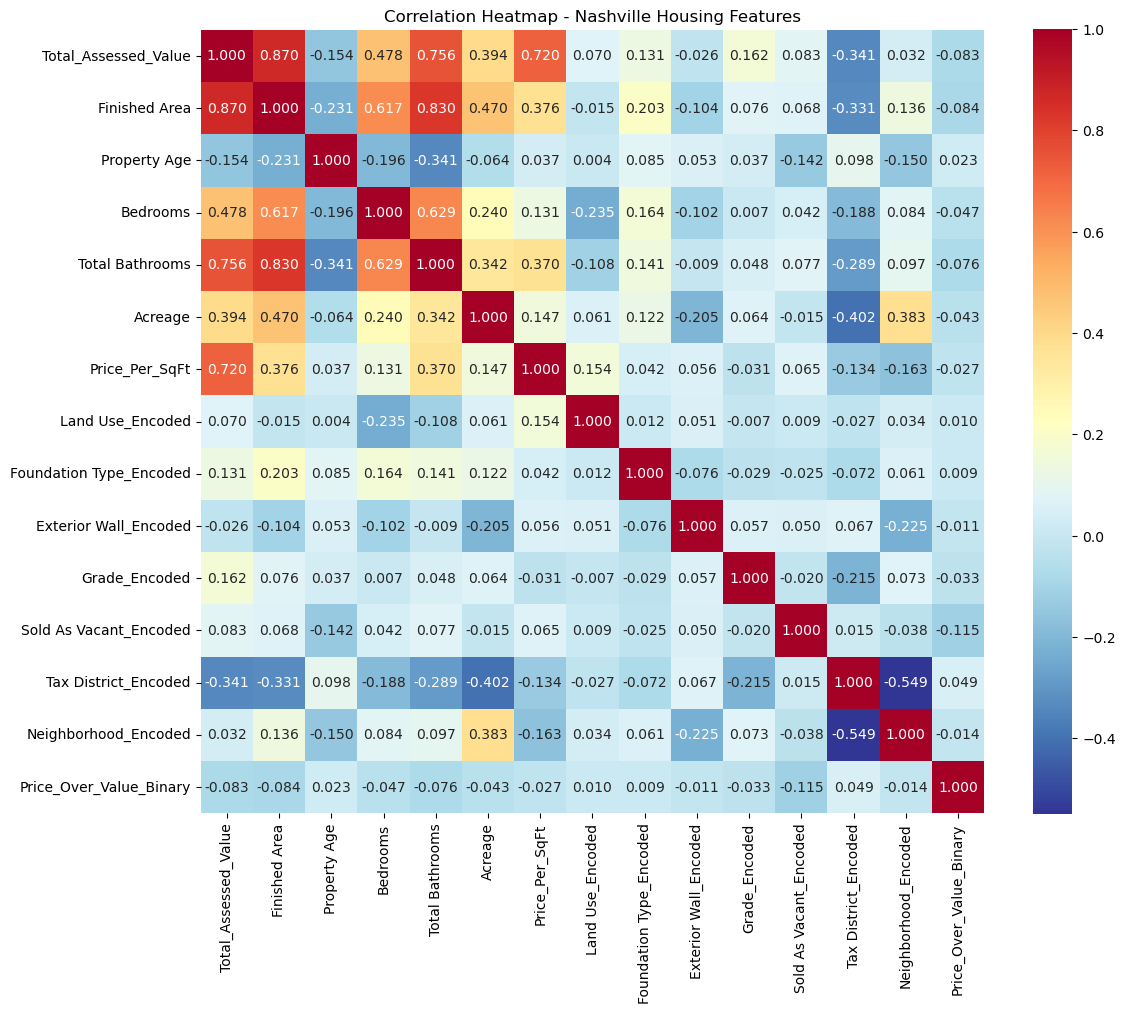 Correlation Heatmap - Nashville Housing Features
Total_Assessed_Value 1.000 0.870 -0.154 0.478 0.756 0.394 0.720 0.070 0.131 -0.026 0.162 0.083 -0.341 0.032 -0.083
Finished Area 0.870 1.000 -0.231 0.617 0.830 0.470 0.376 -0.015 0.203 -0.104 0.076 0.068 -0.331 0.136 -0.084
Property Age -0.154 -0.231 1.000 -0.196 -0.341 -0.064 0.037 0.004 0.085 0.053 0.037 -0.142 0.098 -0.150 0.023
Bedrooms 0.478 0.617 -0.196 1.000 0.629 0.240 0.131 -0.235 0.164 -0.102 0.007 0.042 -0.188 0.084 -0.047
Total Bathrooms 0.756 0.830 -0.341 0.629 1.000 0.342 0.370 -0.108 0.141 -0.009 0.048 0.077 -0.289 0.097 -0.076
Acreage 0.394 0.470 -0.064 0.240 0.342 1.000 0.147 0.061 0.122 -0.205 0.064 -0.015 -0.402 0.383 -0.043
Price_Per_SqFt 0.720 0.376 0.037 0.131 0.370 0.147 1.000 0.154 0.042 0.056 -0.031 0.065 -0.134 -0.163 -0.027
Land Use_Encoded 0.070 -0.015 0.004 -0.235 -0.108 0.061 0.154 1.000 0.012 0.051 -0.007 0.009 -0.027 0.034 0.010
Foundation Type_Encoded 0.131 0.203 0.085 0.164 0.141 0.122 0.042 0.012 1.000 -0.076 -0.029 -0.025 -0.072 0.061 0.009
Exterior Wall_Encoded -0.026 -0.104 0.053 -0.102 -0.009 -0.205 0.056 0.051 -0.076 1.000 0.057 0.050 0.067 -0.225 -0.011
Grade_Encoded 0.162 0.076 0.037 0.007 0.048 0.064 -0.031 -0.007 -0.029 0.057 1.000 -0.020 -0.215 0.073 -0.033
Sold As Vacant_Encoded 0.083 0.068 -0.142 0.042 0.077 -0.015 0.065 0.009 -0.025 0.050 -0.020 1.000 0.015 -0.038 -0.115
Tax District_Encoded -0.341 -0.331 0.098 -0.188 -0.289 -0.402 -0.134 -0.027 -0.072 0.067 -0.215 0.015 1.000 -0.549 0.049
Neighborhood_Encoded 0.032 0.136 -0.150 0.084 0.097 0.383 -0.163 0.034 0.061 -0.225 0.073 -0.038 -0.549 1.000 -0.014
Price_Over_Value_Binary -0.083 -0.084 0.023 -0.047 -0.076 -0.043 -0.027 0.010 0.009 -0.011 -0.033 -0.115 0.049 -0.014 1.000
Total_Assessed_Value
Finished Area
Property Age
Bedrooms
Total Bathrooms
Acreage
Price_Per_SqFt
Land Use_Encoded
Foundation Type_Encoded
Exterior Wall_Encoded
Grade_Encoded
Sold As Vacant_Encoded
Tax District_Encoded
Neighborhood_Encoded
Price_Over_Value_Binary
1.0
0.8
0.6
0.4
0.2
0.0
-0.2
-0.4